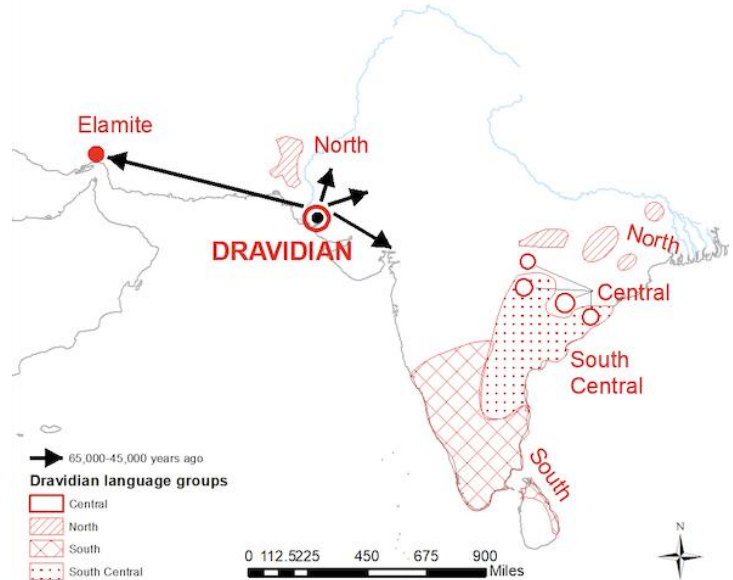 Elamite
North
DRAVIDIAN
North
Central
South
Central
South
65,000-45,000 years ago
Dravidian language groups
Central
North
South
South Central
0 112.5225 450 675 900
Miles
N